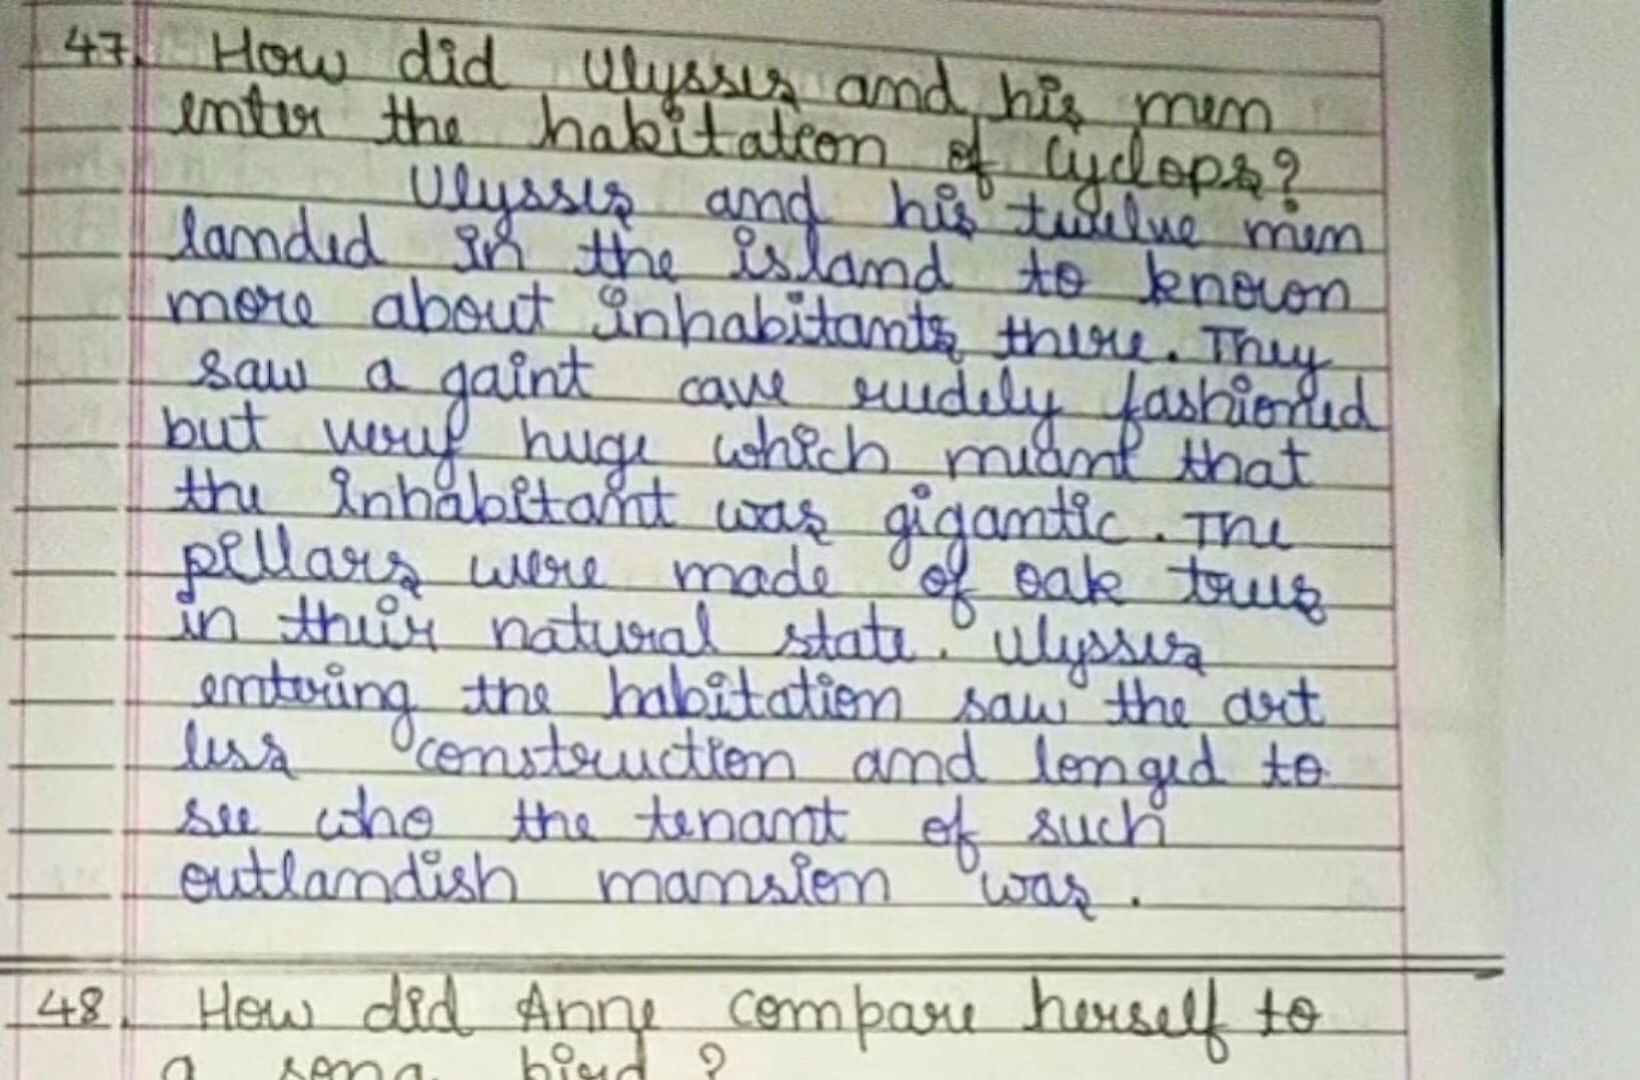 47. How did Ulysses and his men
enter the habitation of Cyclops?
Ulysses and his twelve men
landed in the island to known
more about inhabitants there. They
saw a gaint cave rudely fashioned
but very huge which meant that
the inhabitant was gigantic. The
pillars were made of oak trees
in their natural state. Ulysses
entering the habitation saw the art
less construction and longed to
see who the tenant of such
outlandish mansion was.
48. How did Anne compare herself to
a song bird?